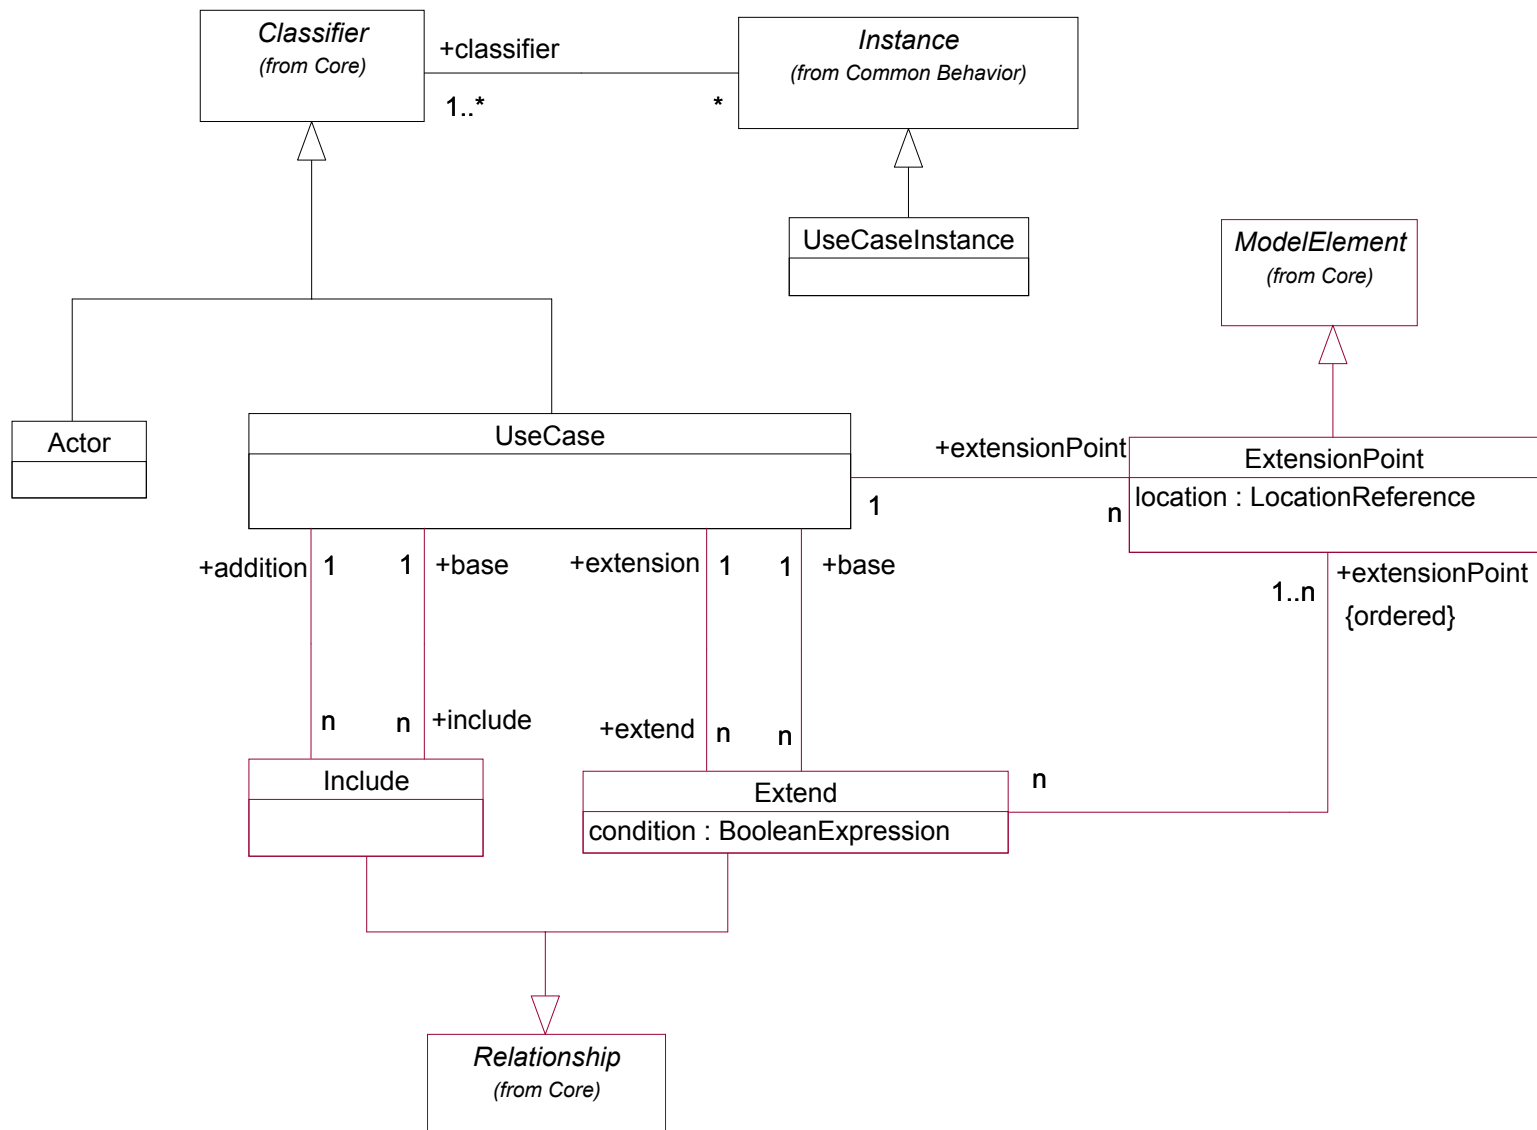 Classifier
(from Core)
+classifier
1..*
*
Instance
(from Common Behavior)
UseCaseInstance
ModelElement
(from Core)
Actor
UseCase
+extensionPoint
1
n
ExtensionPoint
location : LocationReference
+addition
1
1
+base
+extension
1
1
+base
1..n
+extensionPoint
{ordered}
n
n
+include
+extend
n
n
n
Include
Extend
condition : BooleanExpression
Relationship
(from Core)